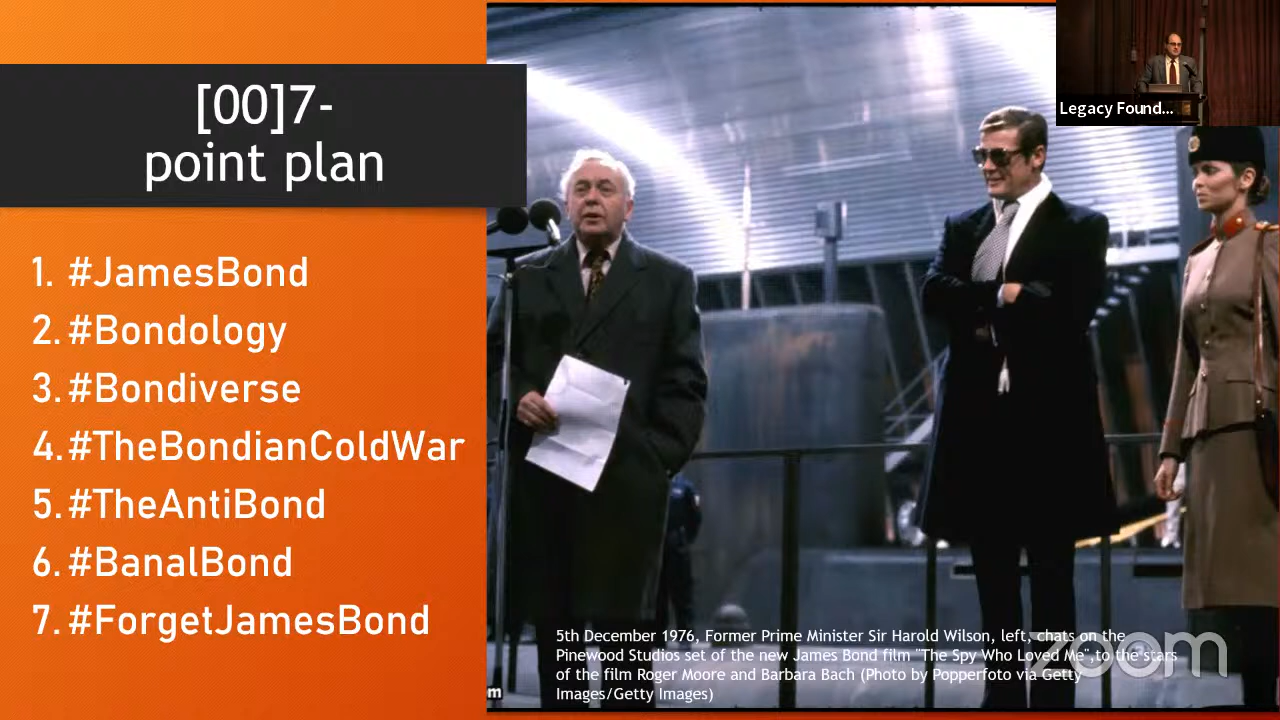 [00]7-
point plan
1. #JamesBond
2. #Bondology
3. #Bondiverse
4. #TheBondianColdWar
5. #TheAntiBond
6. #BanalBond
7. #ForgetJamesBond
Legacy Found...
5th December 1976, Former Prime Minister Sir Harold Wilson, left, chats on the
Pinewood Studios set of the new James Bond film "The Spy Who Loved Me",to the stars
of the film Roger Moore and Barbara Bach (Photo by Popperfoto via Getty
Images/Getty Images)
zoom
m